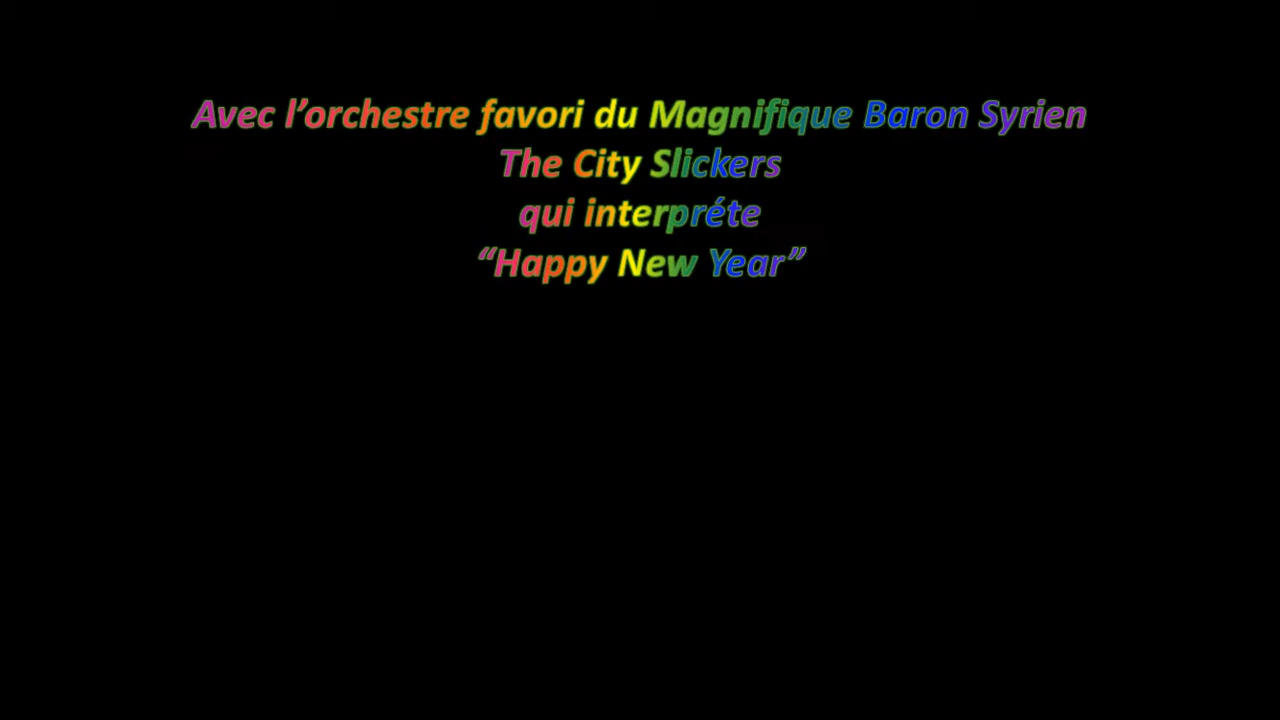 Avec l’orchestre favori du Magnifique Baron Syrien
The City Slickers
qui interpréte
“Happy New Year”